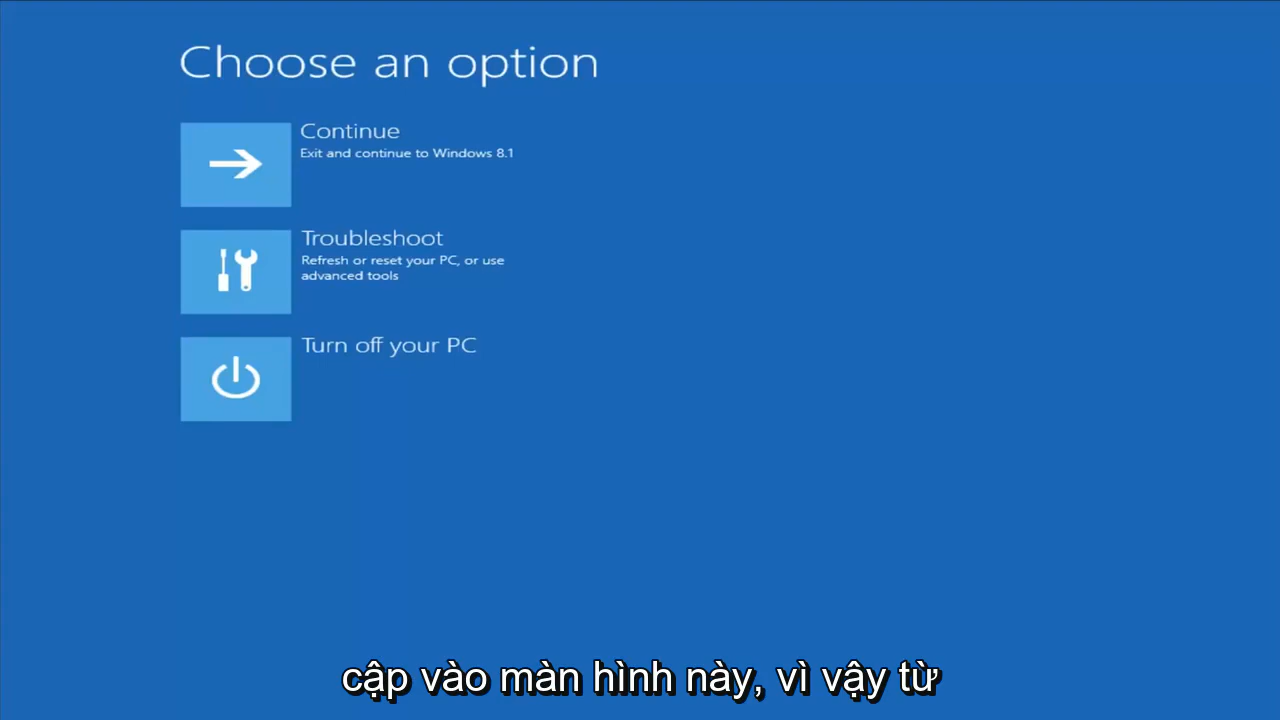 Choose an option
Continue
Exit and continue to Windows 8.1
Troubleshoot
Refresh or reset your PC, or use
advanced tools
Turn off your PC
cập vào màn hình này, vì vậy từ